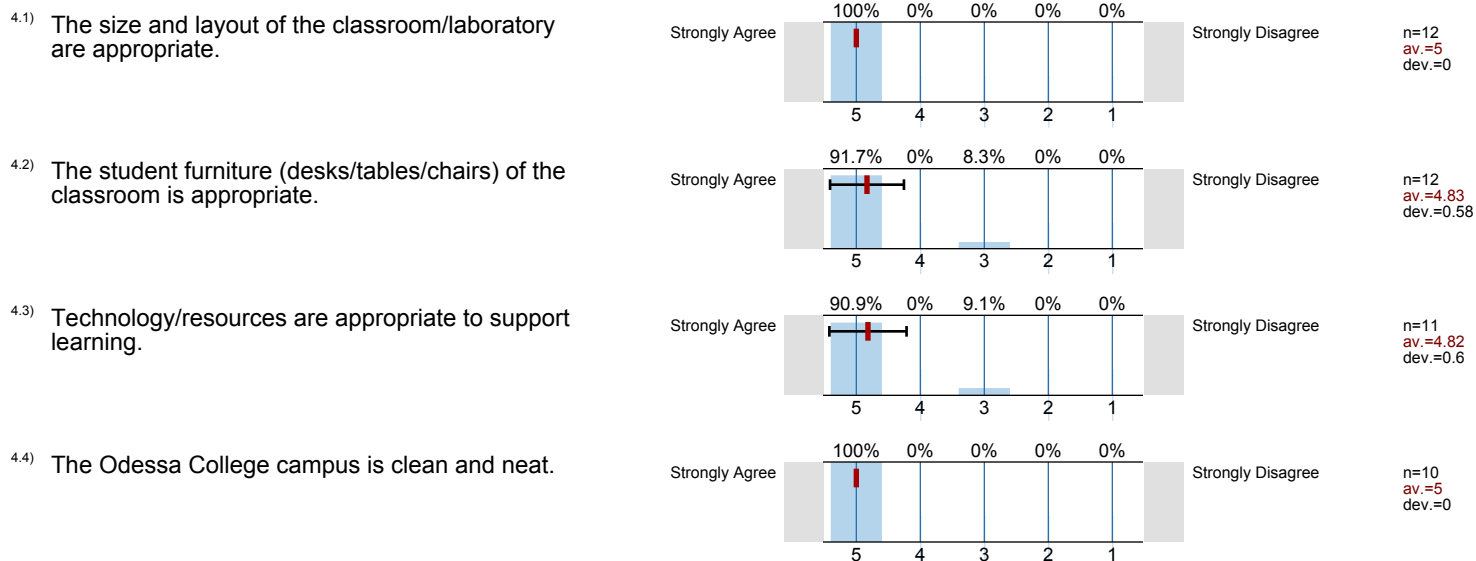 4.1) The size and layout of the classroom/laboratory
are appropriate.
100% 0% 0% 0% 0%
Strongly Agree Strongly Disagree
n=12
av.=5
dev.=0
5 4 3 2 1
4.2) The student furniture (desks/tables/chairs) of the
classroom is appropriate.
91.7% 0% 8.3% 0% 0%
Strongly Agree Strongly Disagree
n=12
av.=4.83
dev.=0.58
5 4 3 2 1
4.3) Technology/resources are appropriate to support
learning.
90.9% 0% 9.1% 0% 0%
Strongly Agree Strongly Disagree
n=11
av.=4.82
dev.=0.6
5 4 3 2 1
4.4) The Odessa College campus is clean and neat.
100% 0% 0% 0% 0%
Strongly Agree Strongly Disagree
n=10
av.=5
dev.=0
5 4 3 2 1